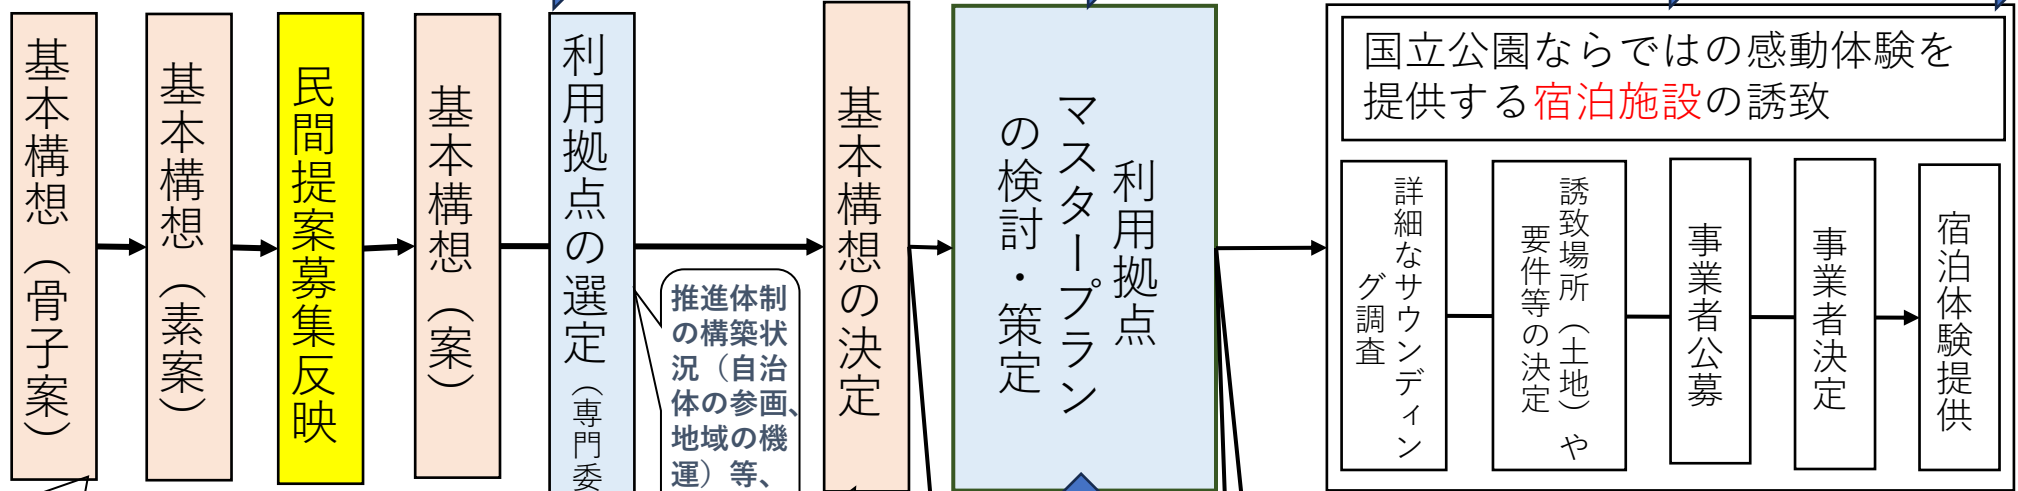 基本構想（骨子案）
基本構想（素案）
民間提案募集反映
基本構想（案）
利用拠点の選定（専門委
推進体制
の構築状
況（自治
体の参画、
地域の機
運）等、
基本構想の決定
利用拠点
マスタープラン
の検討・策定
国立公園ならではの感動体験を
提供する宿泊施設の誘致
詳細なサウンディン
グ調査
誘致場所（土地）や
要件等の決定
事業者公募
事業者決定
宿泊体験提供